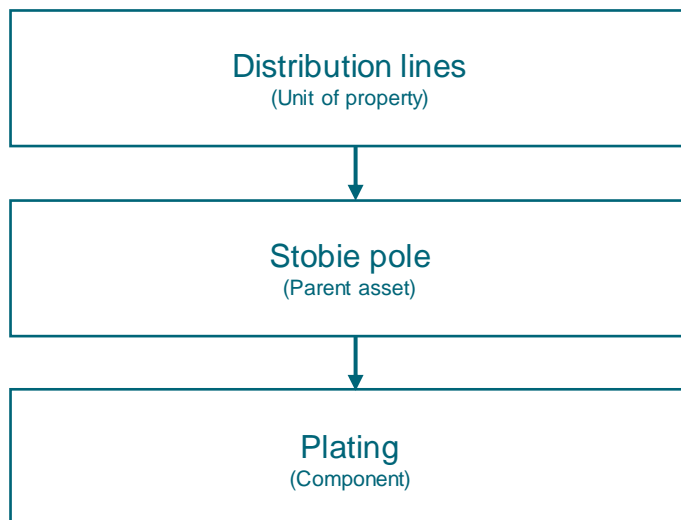 Distribution lines
(Unit of property)
Stobie pole
(Parent asset)
Plating
(Component)